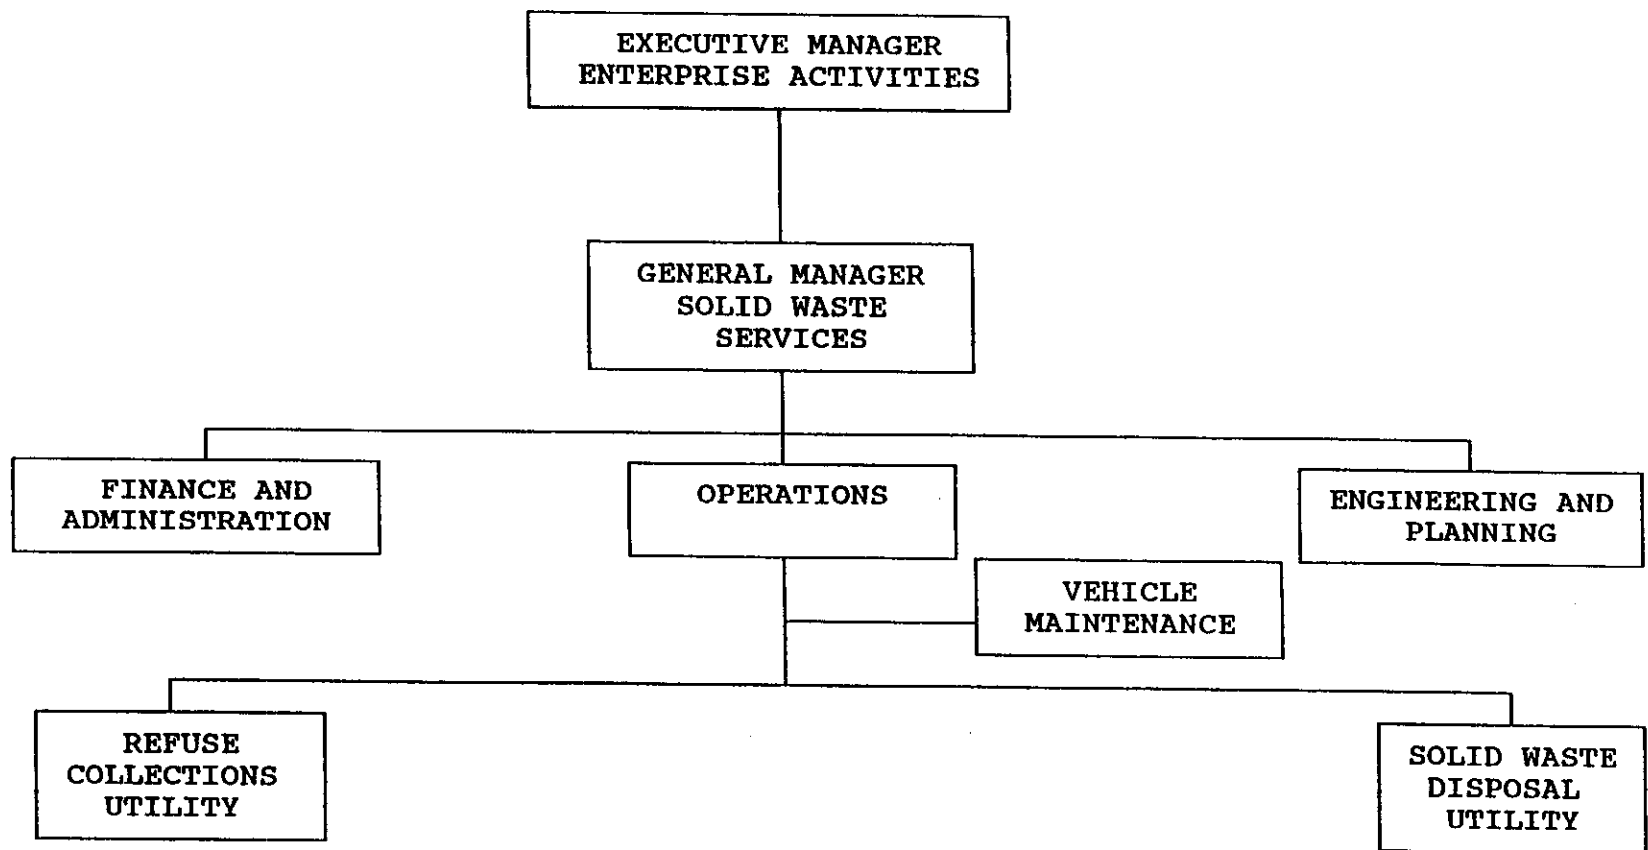 EXECUTIVE MANAGER
ENTERPRISE ACTIVITIES
GENERAL MANAGER
SOLID WASTE
SERVICES
FINANCE AND
ADMINISTRATION
OPERATIONS
ENGINEERING AND
PLANNING
VEHICLE
MAINTENANCE
REFUSE
COLLECTIONS
UTILITY
SOLID WASTE
DISPOSAL
UTILITY